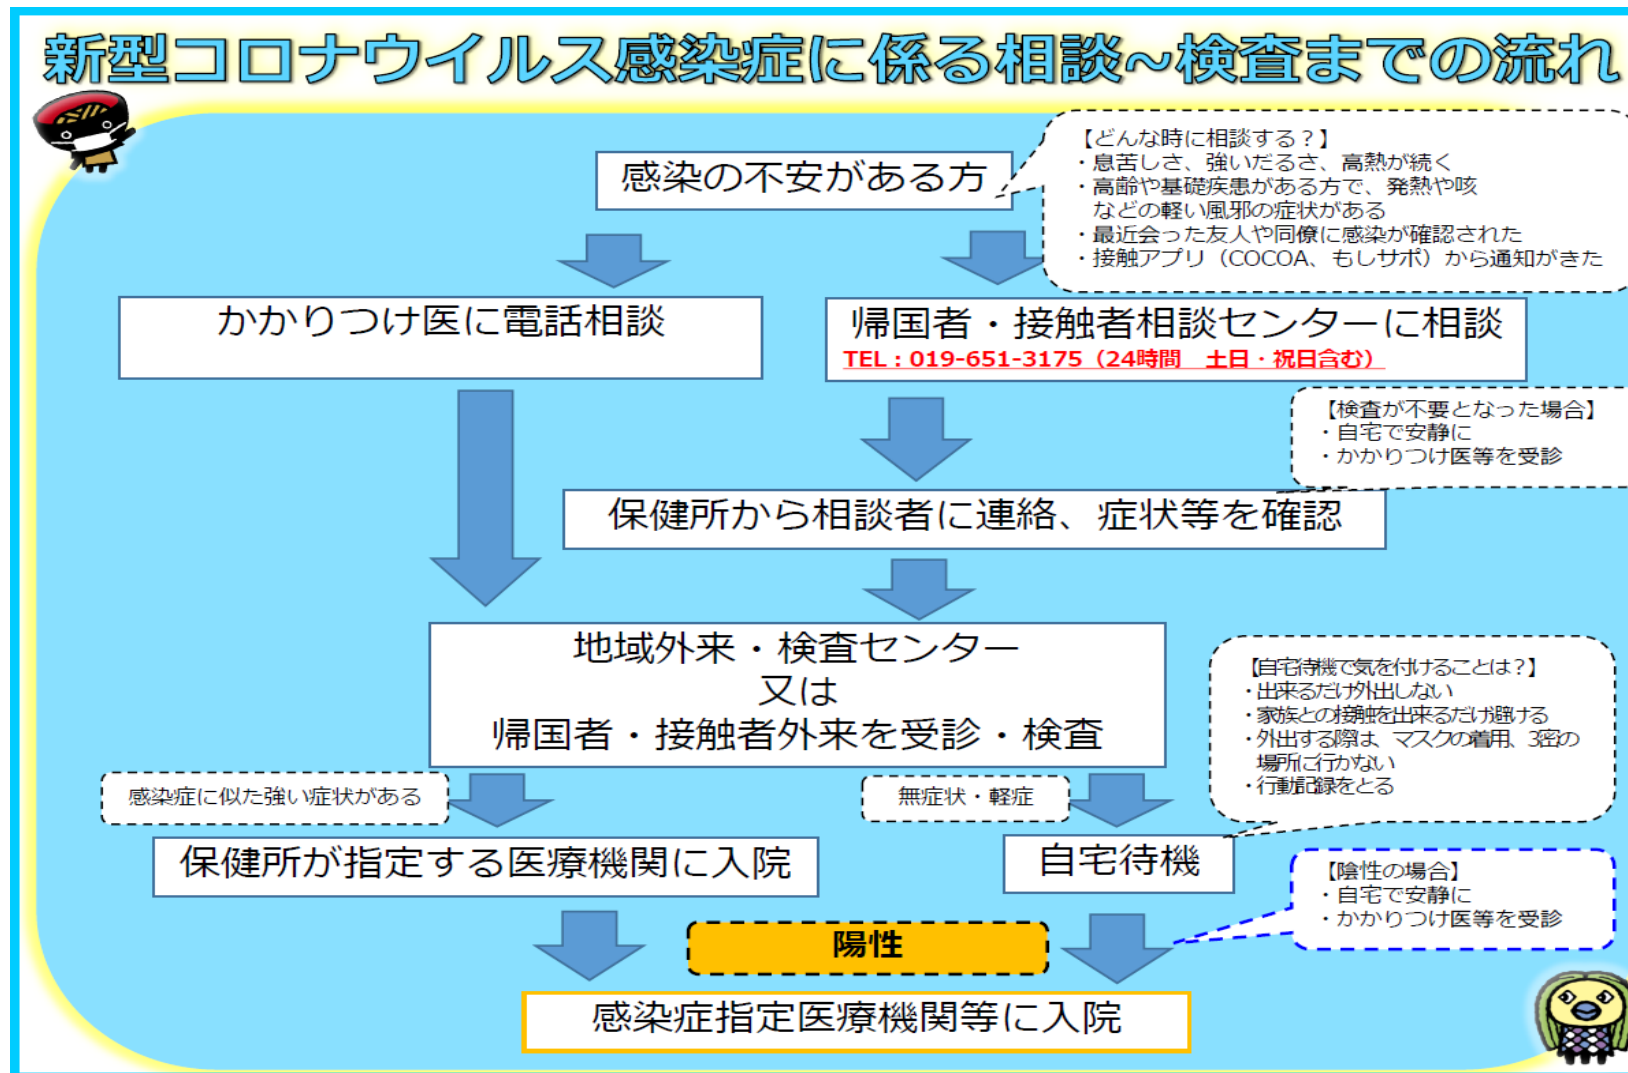 新型コロナウイルス感染症に係る相談~検査までの流れ
感染の不安がある方
【どんな時に相談する？】
・息苦しさ、強いだるさ、高熱が続く
・高齢や基礎疾患がある方で、発熱や咳
などの軽い風邪の症状がある
・最近会った友人や同僚に感染が確認された
・接触アプリ（COCOA、もしサポ）から通知がきた
かかりつけ医に電話相談
帰国者・接触者相談センターに相談
TEL：019-651-3175（24時間　土日・祝日含む）
【検査が不要となった場合】
・自宅で安静に
・かかりつけ医等を受診
保健所から相談者に連絡、症状等を確認
地域外来・検査センター
又は
帰国者・接触者外来を受診・検査
【自宅待機で気を付けることは？】
・出来るだけ外出しない
・家族との接触を出来るだけ避ける
・外出する際は、マスクの着用、3密の
場所に行かない
・行動記録をとる
感染症に似た強い症状がある
無症状・軽症
保健所が指定する医療機関に入院
自宅待機
【陰性の場合】
・自宅で安静に
・かかりつけ医等を受診
陽性
感染症指定医療機関等に入院